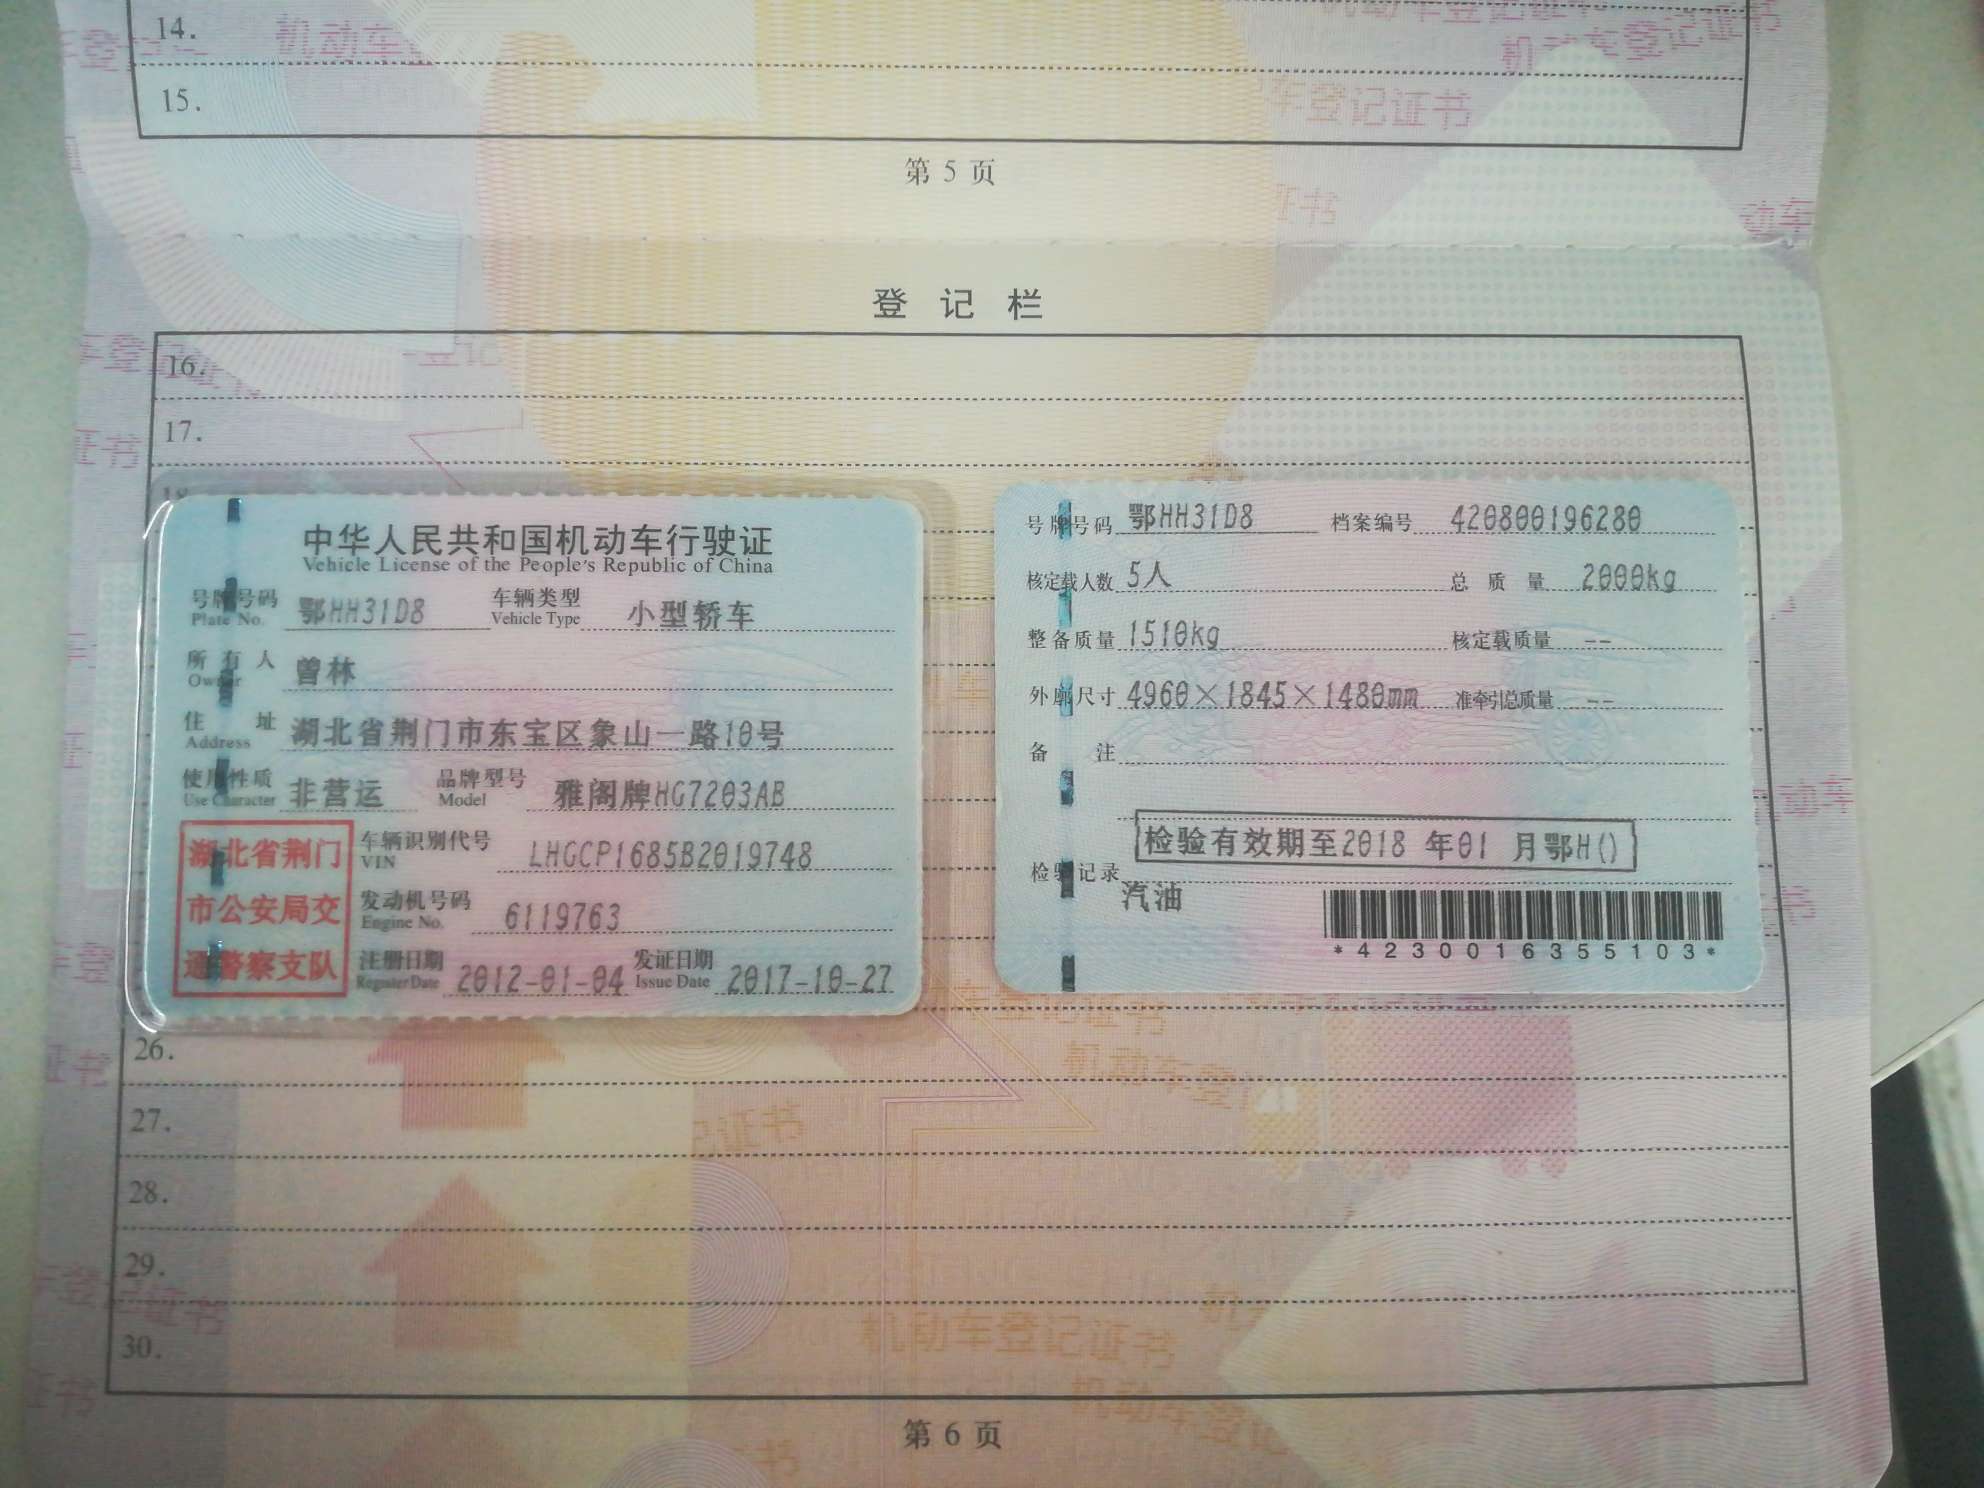 14.
15.
第 5 页
登 记 栏
16.
17.
18.
中华人民共和国机动车行驶证
Vehicle License of the People's Republic of China
号牌号码 鄂HH31D8 车辆类型 小型轿车
Plate No. Vehicle Type
所有人 曾林
Owner
住址 湖北省荆门市东宝区象山一路10号
Address
使用性质 非营运 品牌型号 雅阁牌HG7203AB
Use Character Model
湖北省荆门
市公安局交
通警察支队
车辆识别代号 LHGCP1685B2019748
VIN
发动机号码 6119763
Engine No.
注册日期 2012-01-04 发证日期 2017-10-27
Register Date Issue Date
号牌号码 鄂HH31D8 档案编号 420800196280
核定载人数 5人 总质量 2000kg
整备质量 1510kg 核定载质量 --
外廓尺寸 4960×1845×1480mm 准牵引总质量 --
备注
检验有效期至2018 年01 月鄂H()
检验记录
汽油
*4230016355103*
26.
27.
28.
29.
30.
第 6 页